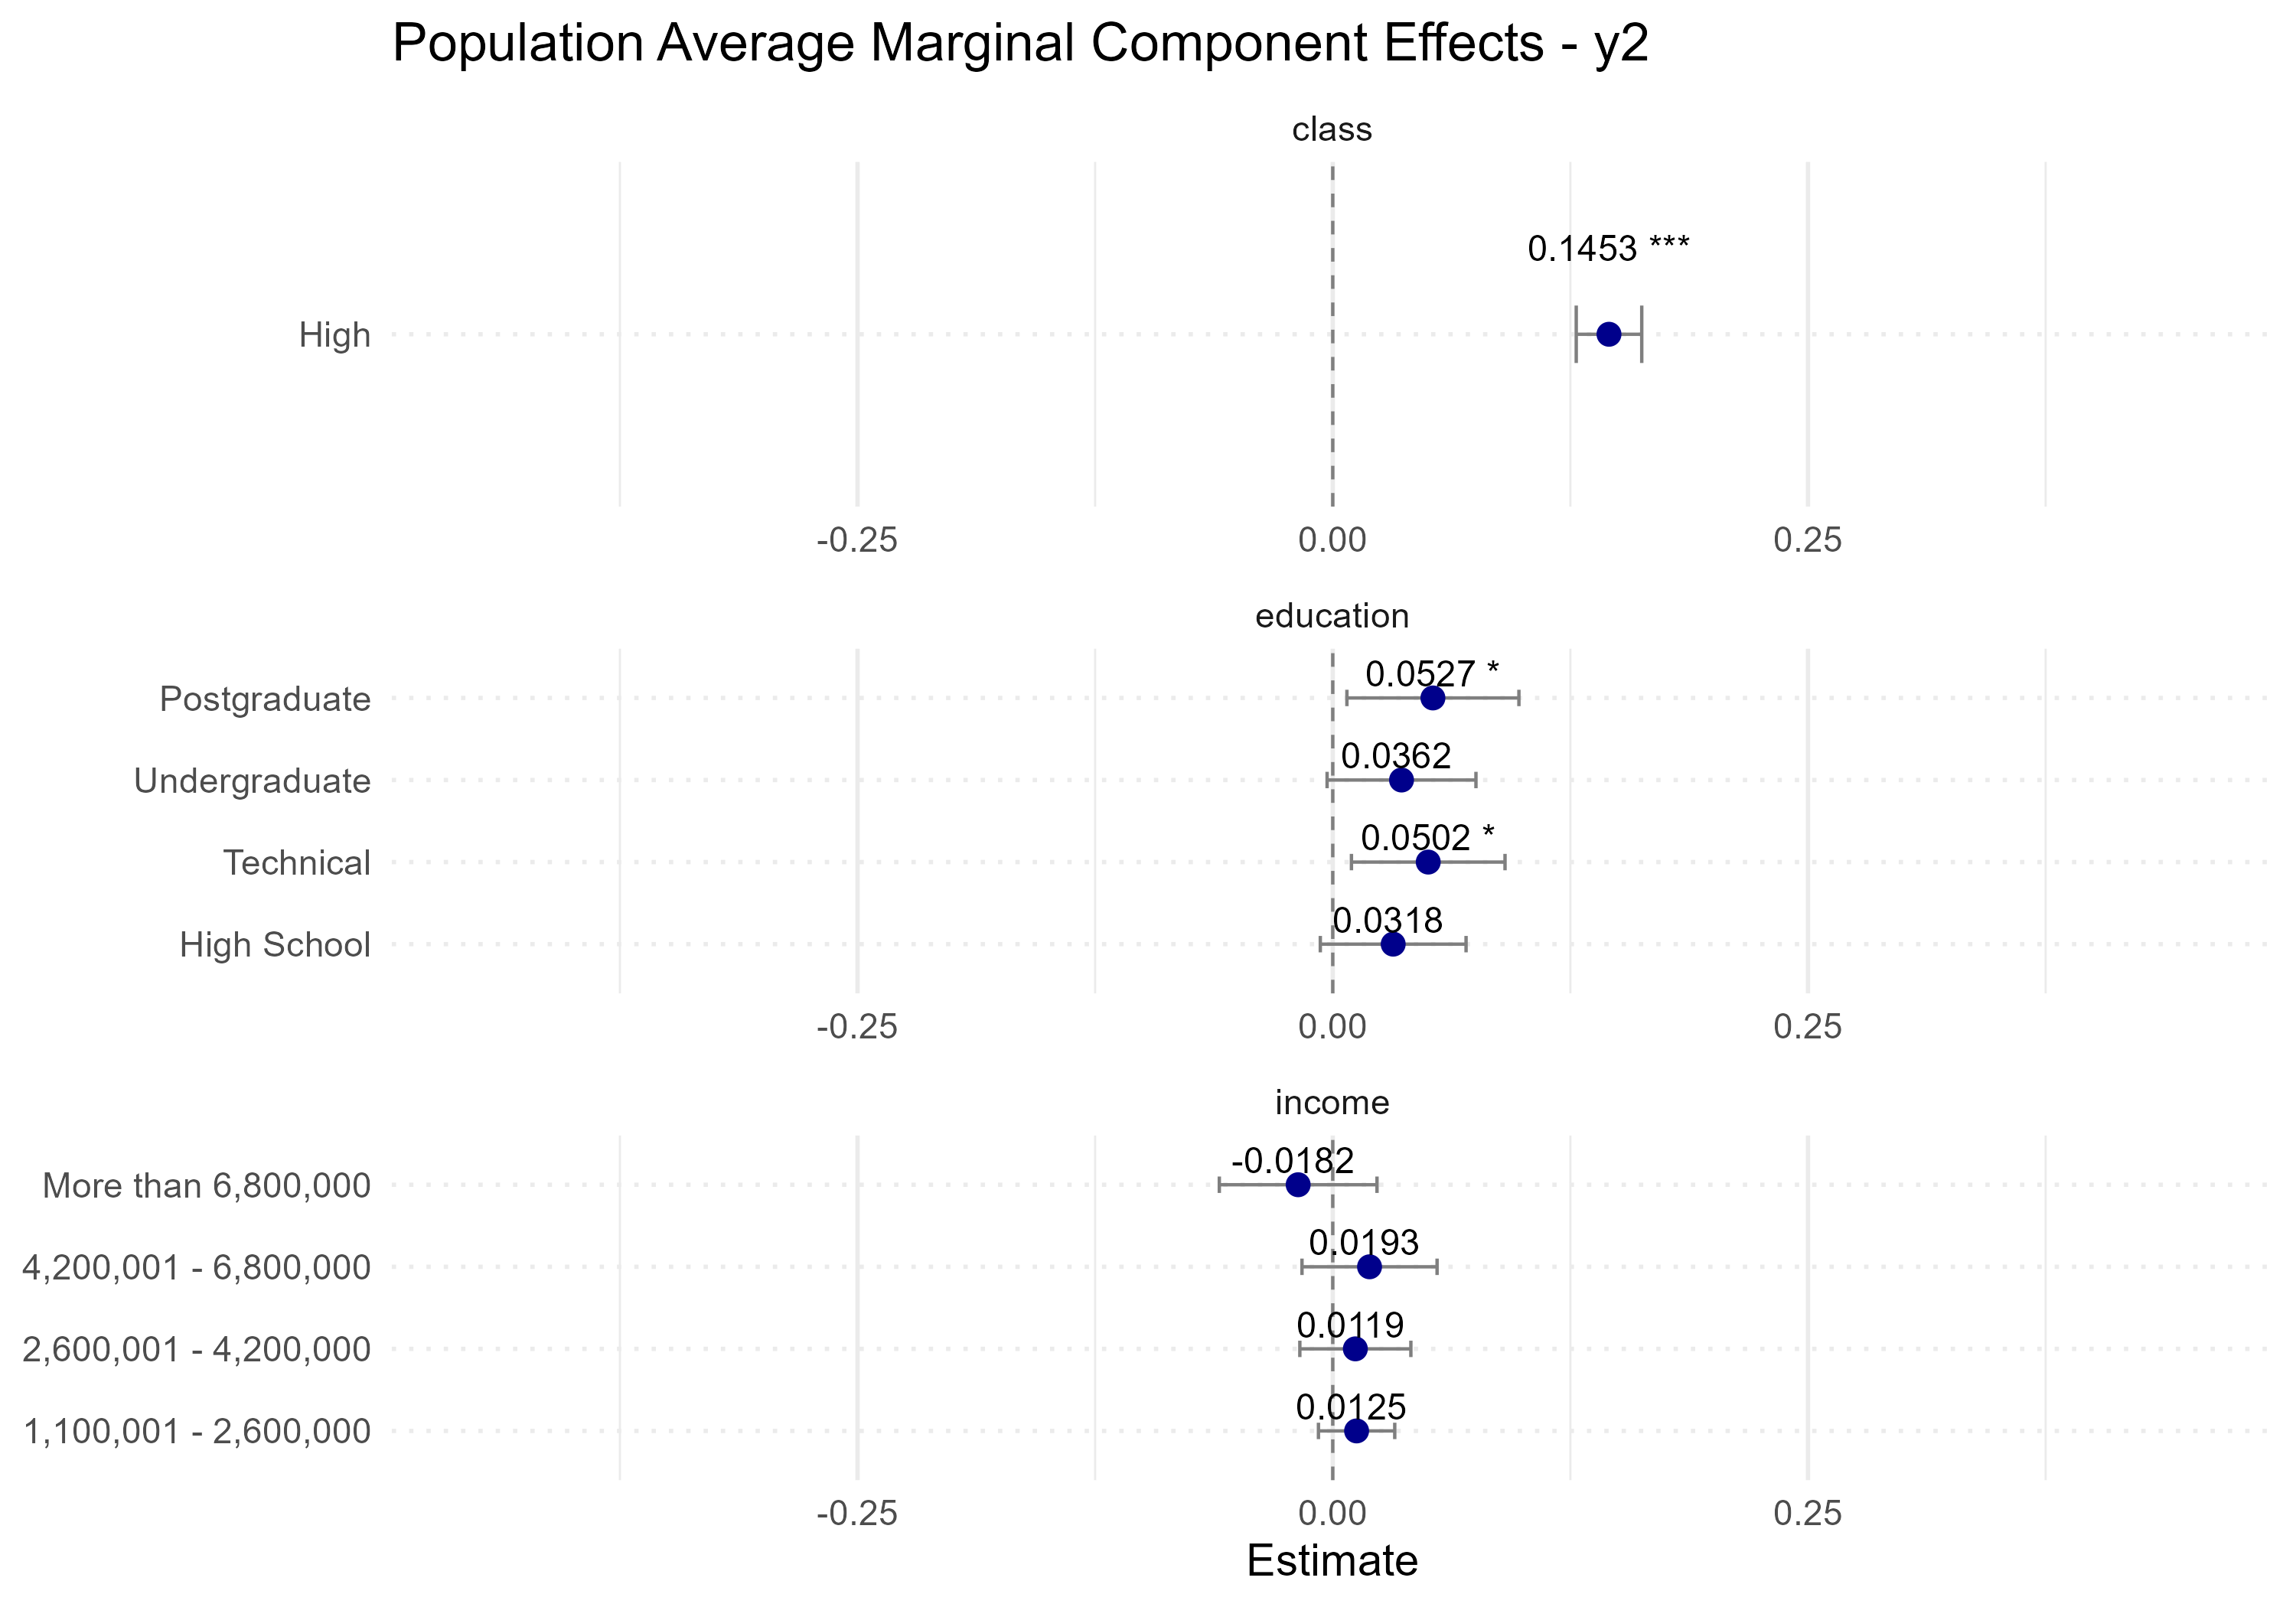 Population Average Marginal Component Effects - y2
class
0.1453 ***
High
-0.25 0.00 0.25
education
0.0527 *
Postgraduate
0.0362
Undergraduate
0.0502 *
Technical
0.0318
High School
-0.25 0.00 0.25
income
-0.0182
More than 6,800,000
0.0193
4,200,001 - 6,800,000
0.0119
2,600,001 - 4,200,000
0.0125
1,100,001 - 2,600,000
-0.25 0.00 0.25
Estimate